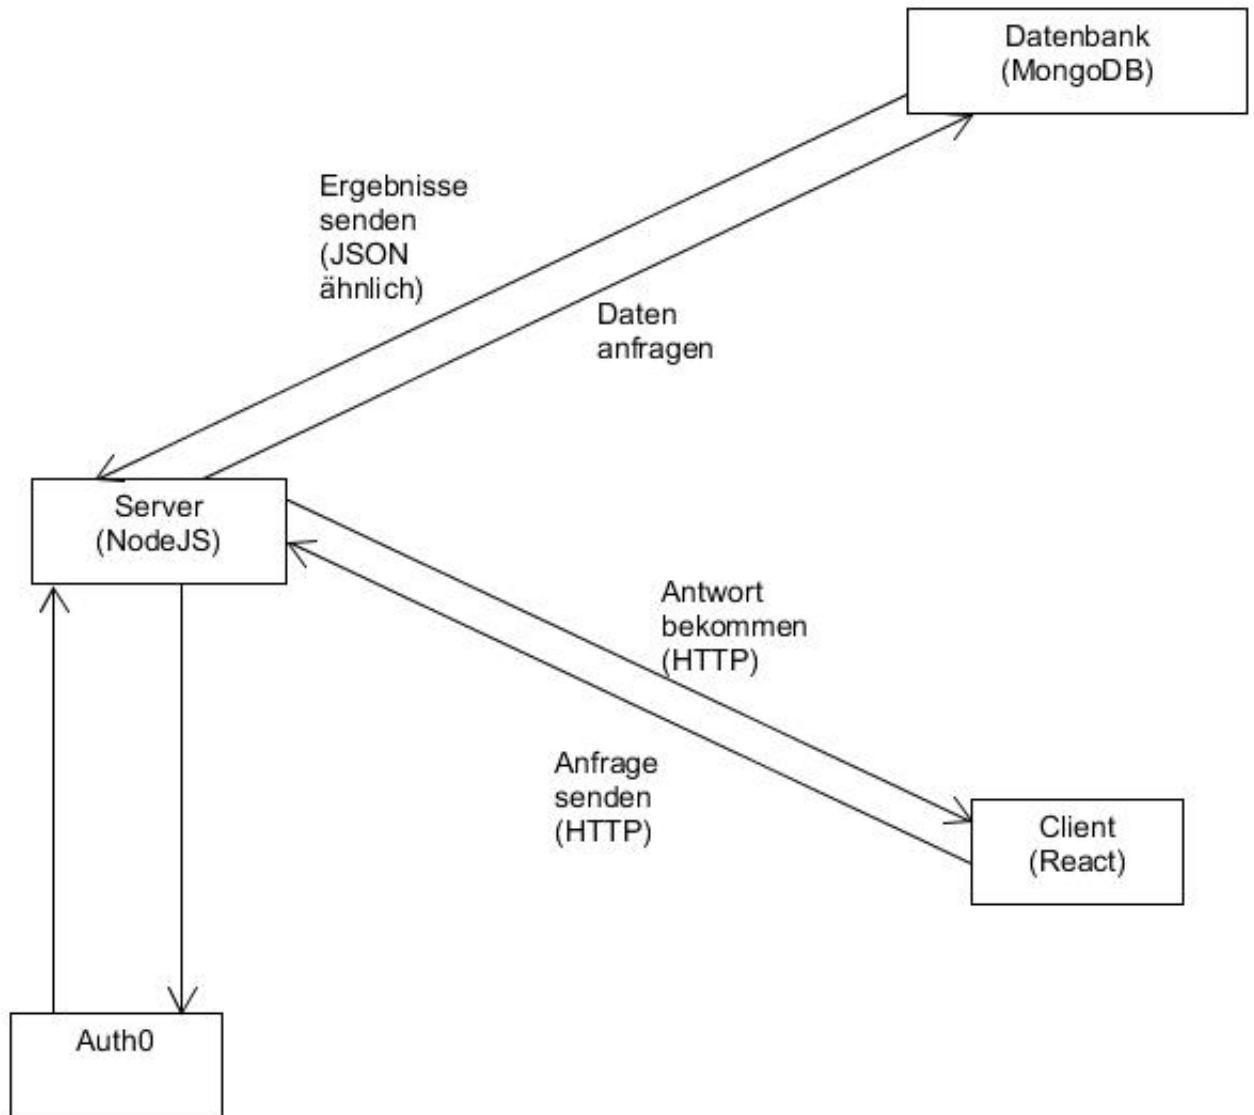 Datenbank
(MongoDB)
Ergebnisse
senden
(JSON
ähnlich)
Daten
anfragen
Server
(NodeJS)
Antwort
bekommen
(HTTP)
Anfrage
senden
(HTTP)
Client
(React)
Auth0